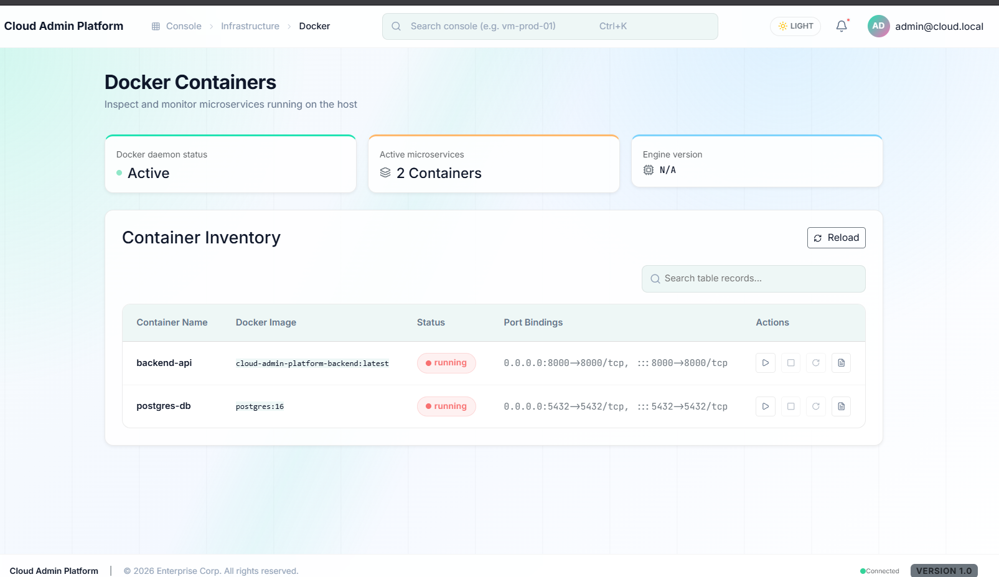 Cloud Admin Platform Console Infrastructure Docker Search console (e.g. vm-prod-01) Ctrl+K LIGHT AD admin@cloud.local
Docker Containers
Inspect and monitor microservices running on the host
Docker daemon status
Active
Active microservices
2 Containers
Engine version
N/A
Container Inventory
Reload
Search table records...
Container Name Docker Image Status Port Bindings Actions
backend-api cloud-admin-platform-backend:latest running 0.0.0.0:8000->8000/tcp, :::8000->8000/tcp
postgres-db postgres:16 running 0.0.0.0:5432->5432/tcp, :::5432->5432/tcp
Cloud Admin Platform | © 2026 Enterprise Corp. All rights reserved. Connected VERSION 1.0